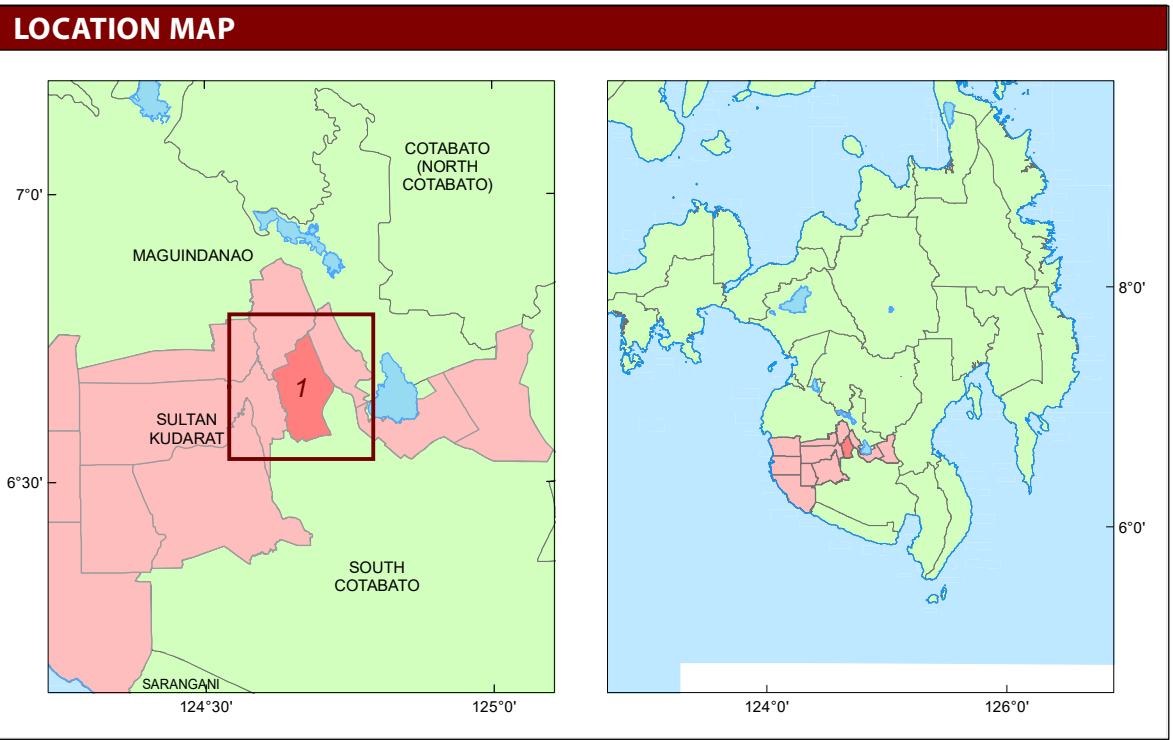 LOCATION MAP
COTABATO
(NORTH
COTABATO)
7°0'
MAGUINDANAO
8°0'
1
SULTAN
KUDARAT
6°30'
6°0'
SOUTH
COTABATO
SARANGANI
124°30'
125°0'
124°0'
126°0'